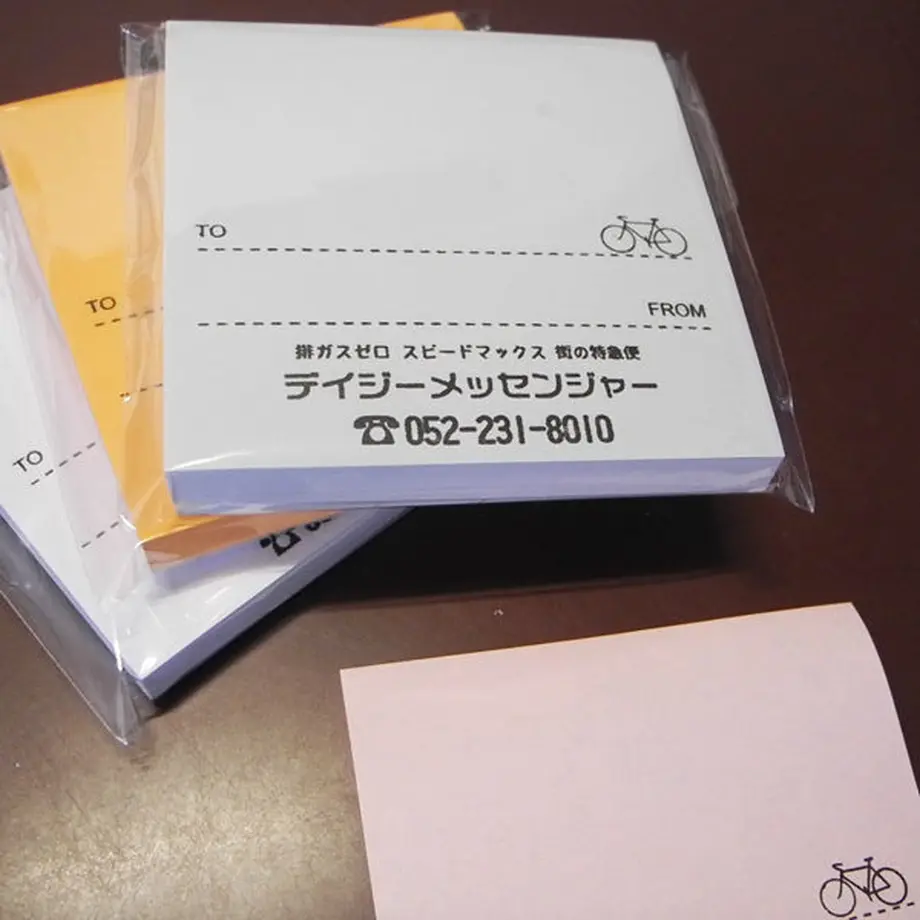 TO
FROM
排ガスゼロ スピードマックス 街の特急便
デイジーメッセンジャー
☎052-231-8010
TO
TO